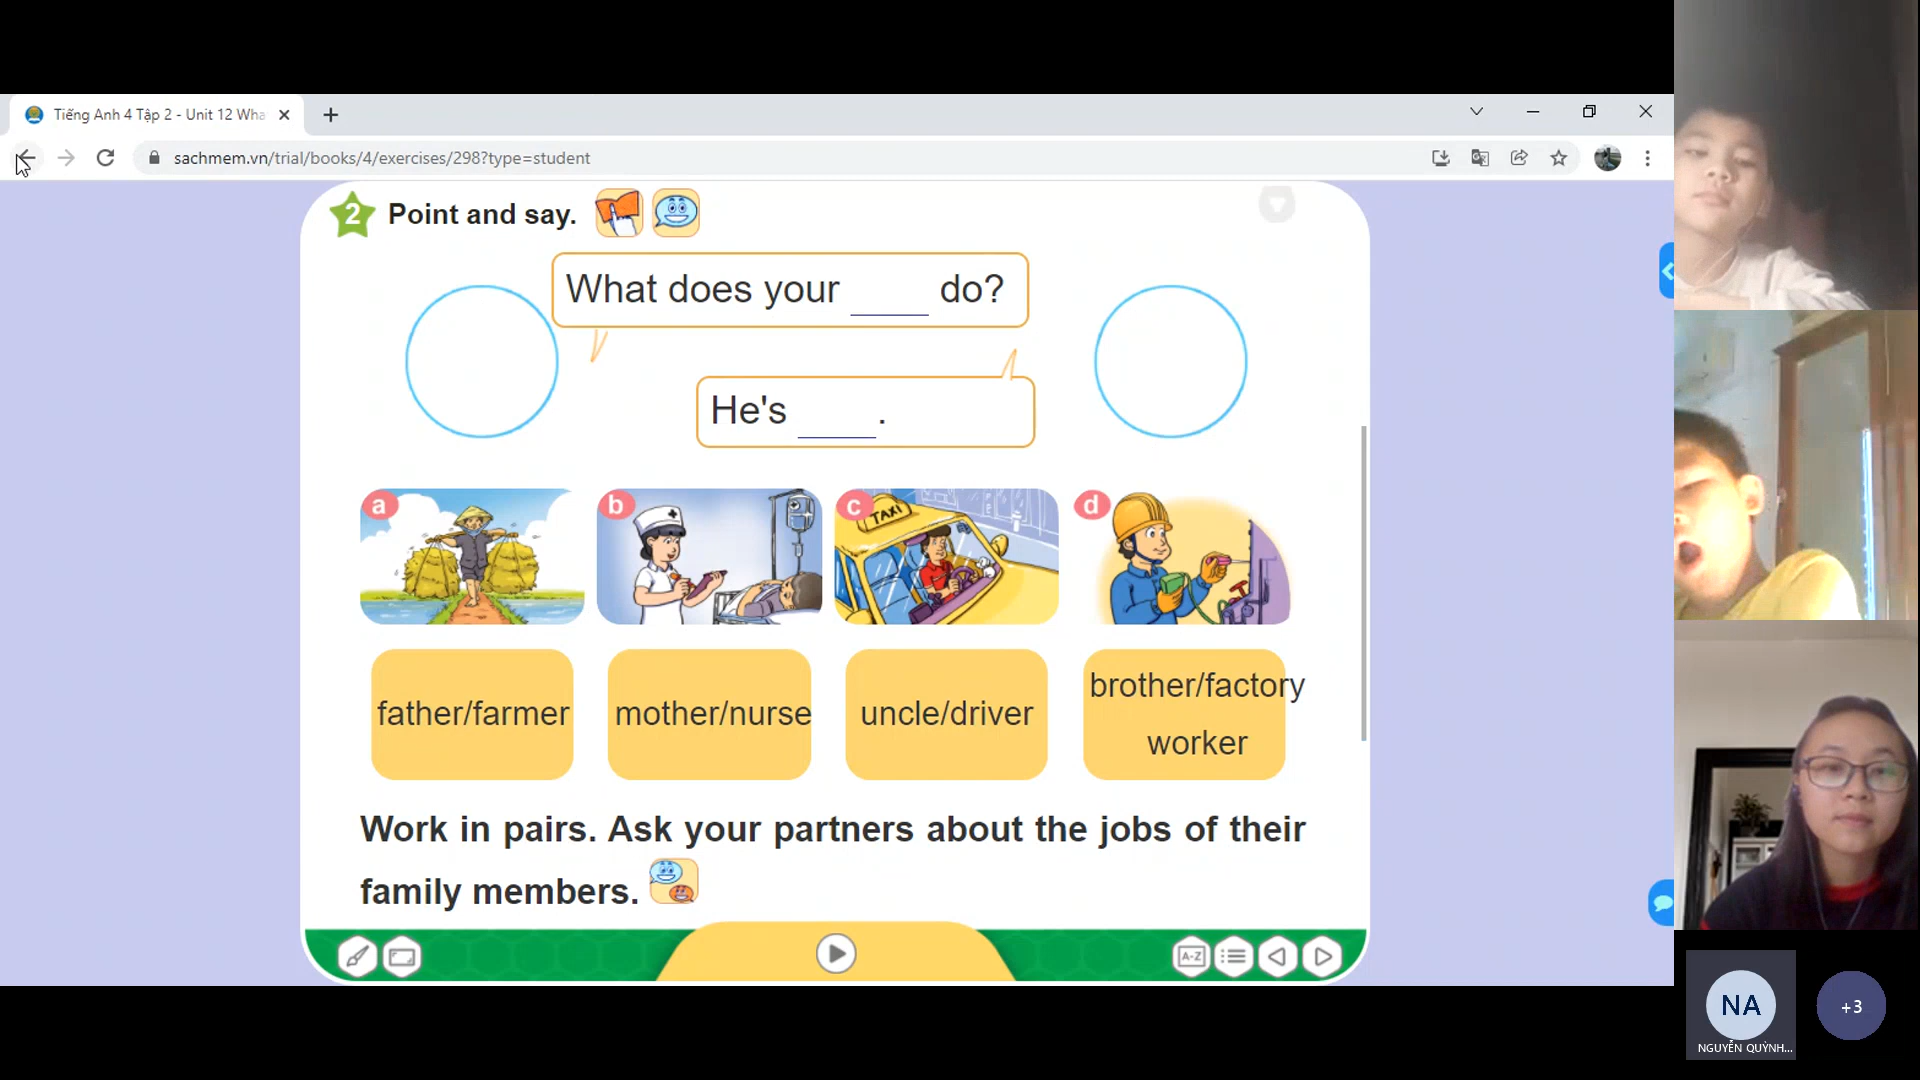 Tiếng Anh 4 Tập 2 - Unit 12 Wha
sachmem.vn/trial/books/4/exercises/298?type=student
2 Point and say.
What does your ____ do?
He's ____.
a b c d
TAXI
father/farmer
mother/nurse
uncle/driver
brother/factory
worker
Work in pairs. Ask your partners about the jobs of their
family members.
A-Z
NA
+3
NGUYỄN QUỲNH...